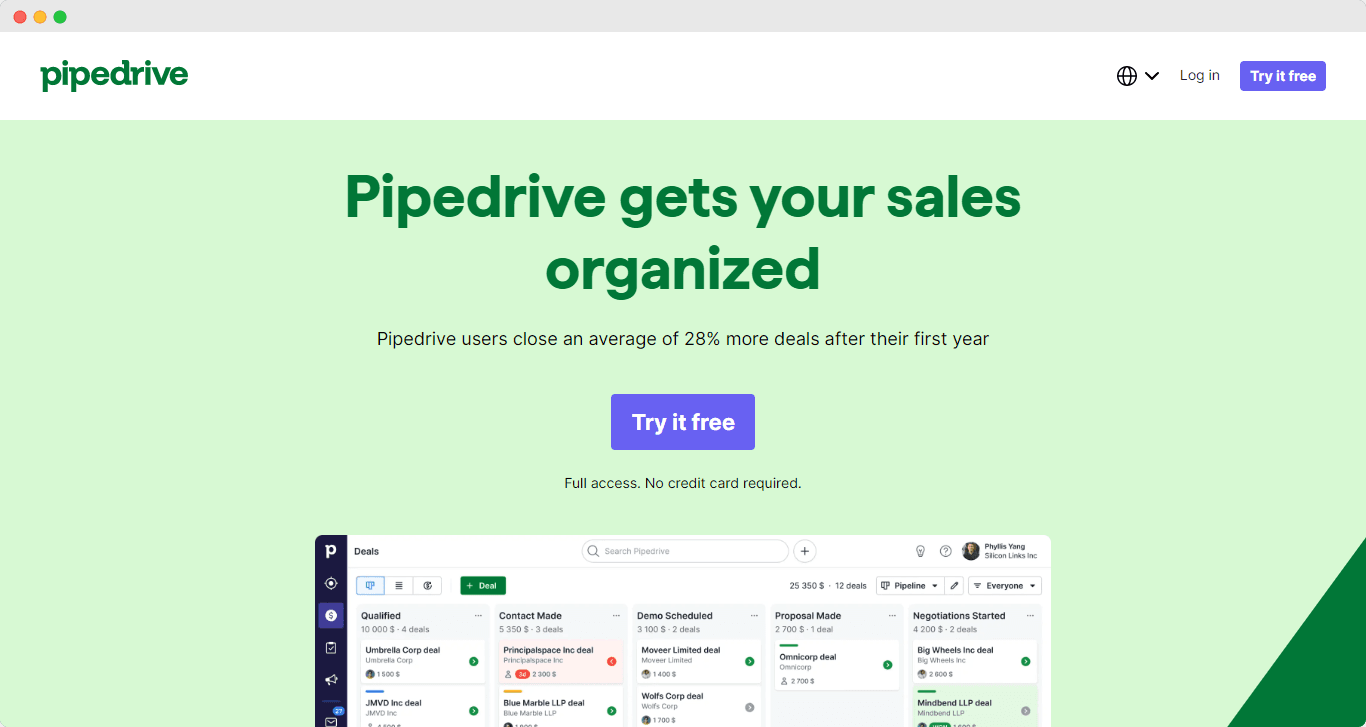 pipedrive
Log in
Try it free
Pipedrive gets your sales
organized
Pipedrive users close an average of 28% more deals after their first year
Try it free
Full access. No credit card required.
p
Deals
Search Pipedrive
Phyllis Yang
Silicon Links Inc
+ Deal
25 350 $ · 12 deals
Pipeline
Everyone
Qualified
10 000 $ · 4 deals
Contact Made
5 350 $ · 3 deals
Demo Scheduled
3 100 $ · 2 deals
Proposal Made
2 700 $ · 1 deal
Negotiations Started
4 200 $ · 2 deals
Umbrella Corp deal
Umbrella Corp
1 500 $
Principalspace Inc deal
Principalspace Inc
3d 2 300 $
Moveer Limited deal
Moveer Limited
1 400 $
Omnicorp deal
Omnicorp
2 700 $
Big Wheels Inc deal
Big Wheels Inc
2 600 $
JMVD Inc deal
JMVD Inc
Blue Marble LLP deal
Blue Marble LLP
Wolfs Corp deal
Wolfs Corp
1 700 $
Mindbend LLP deal
Mindbend LLP
27